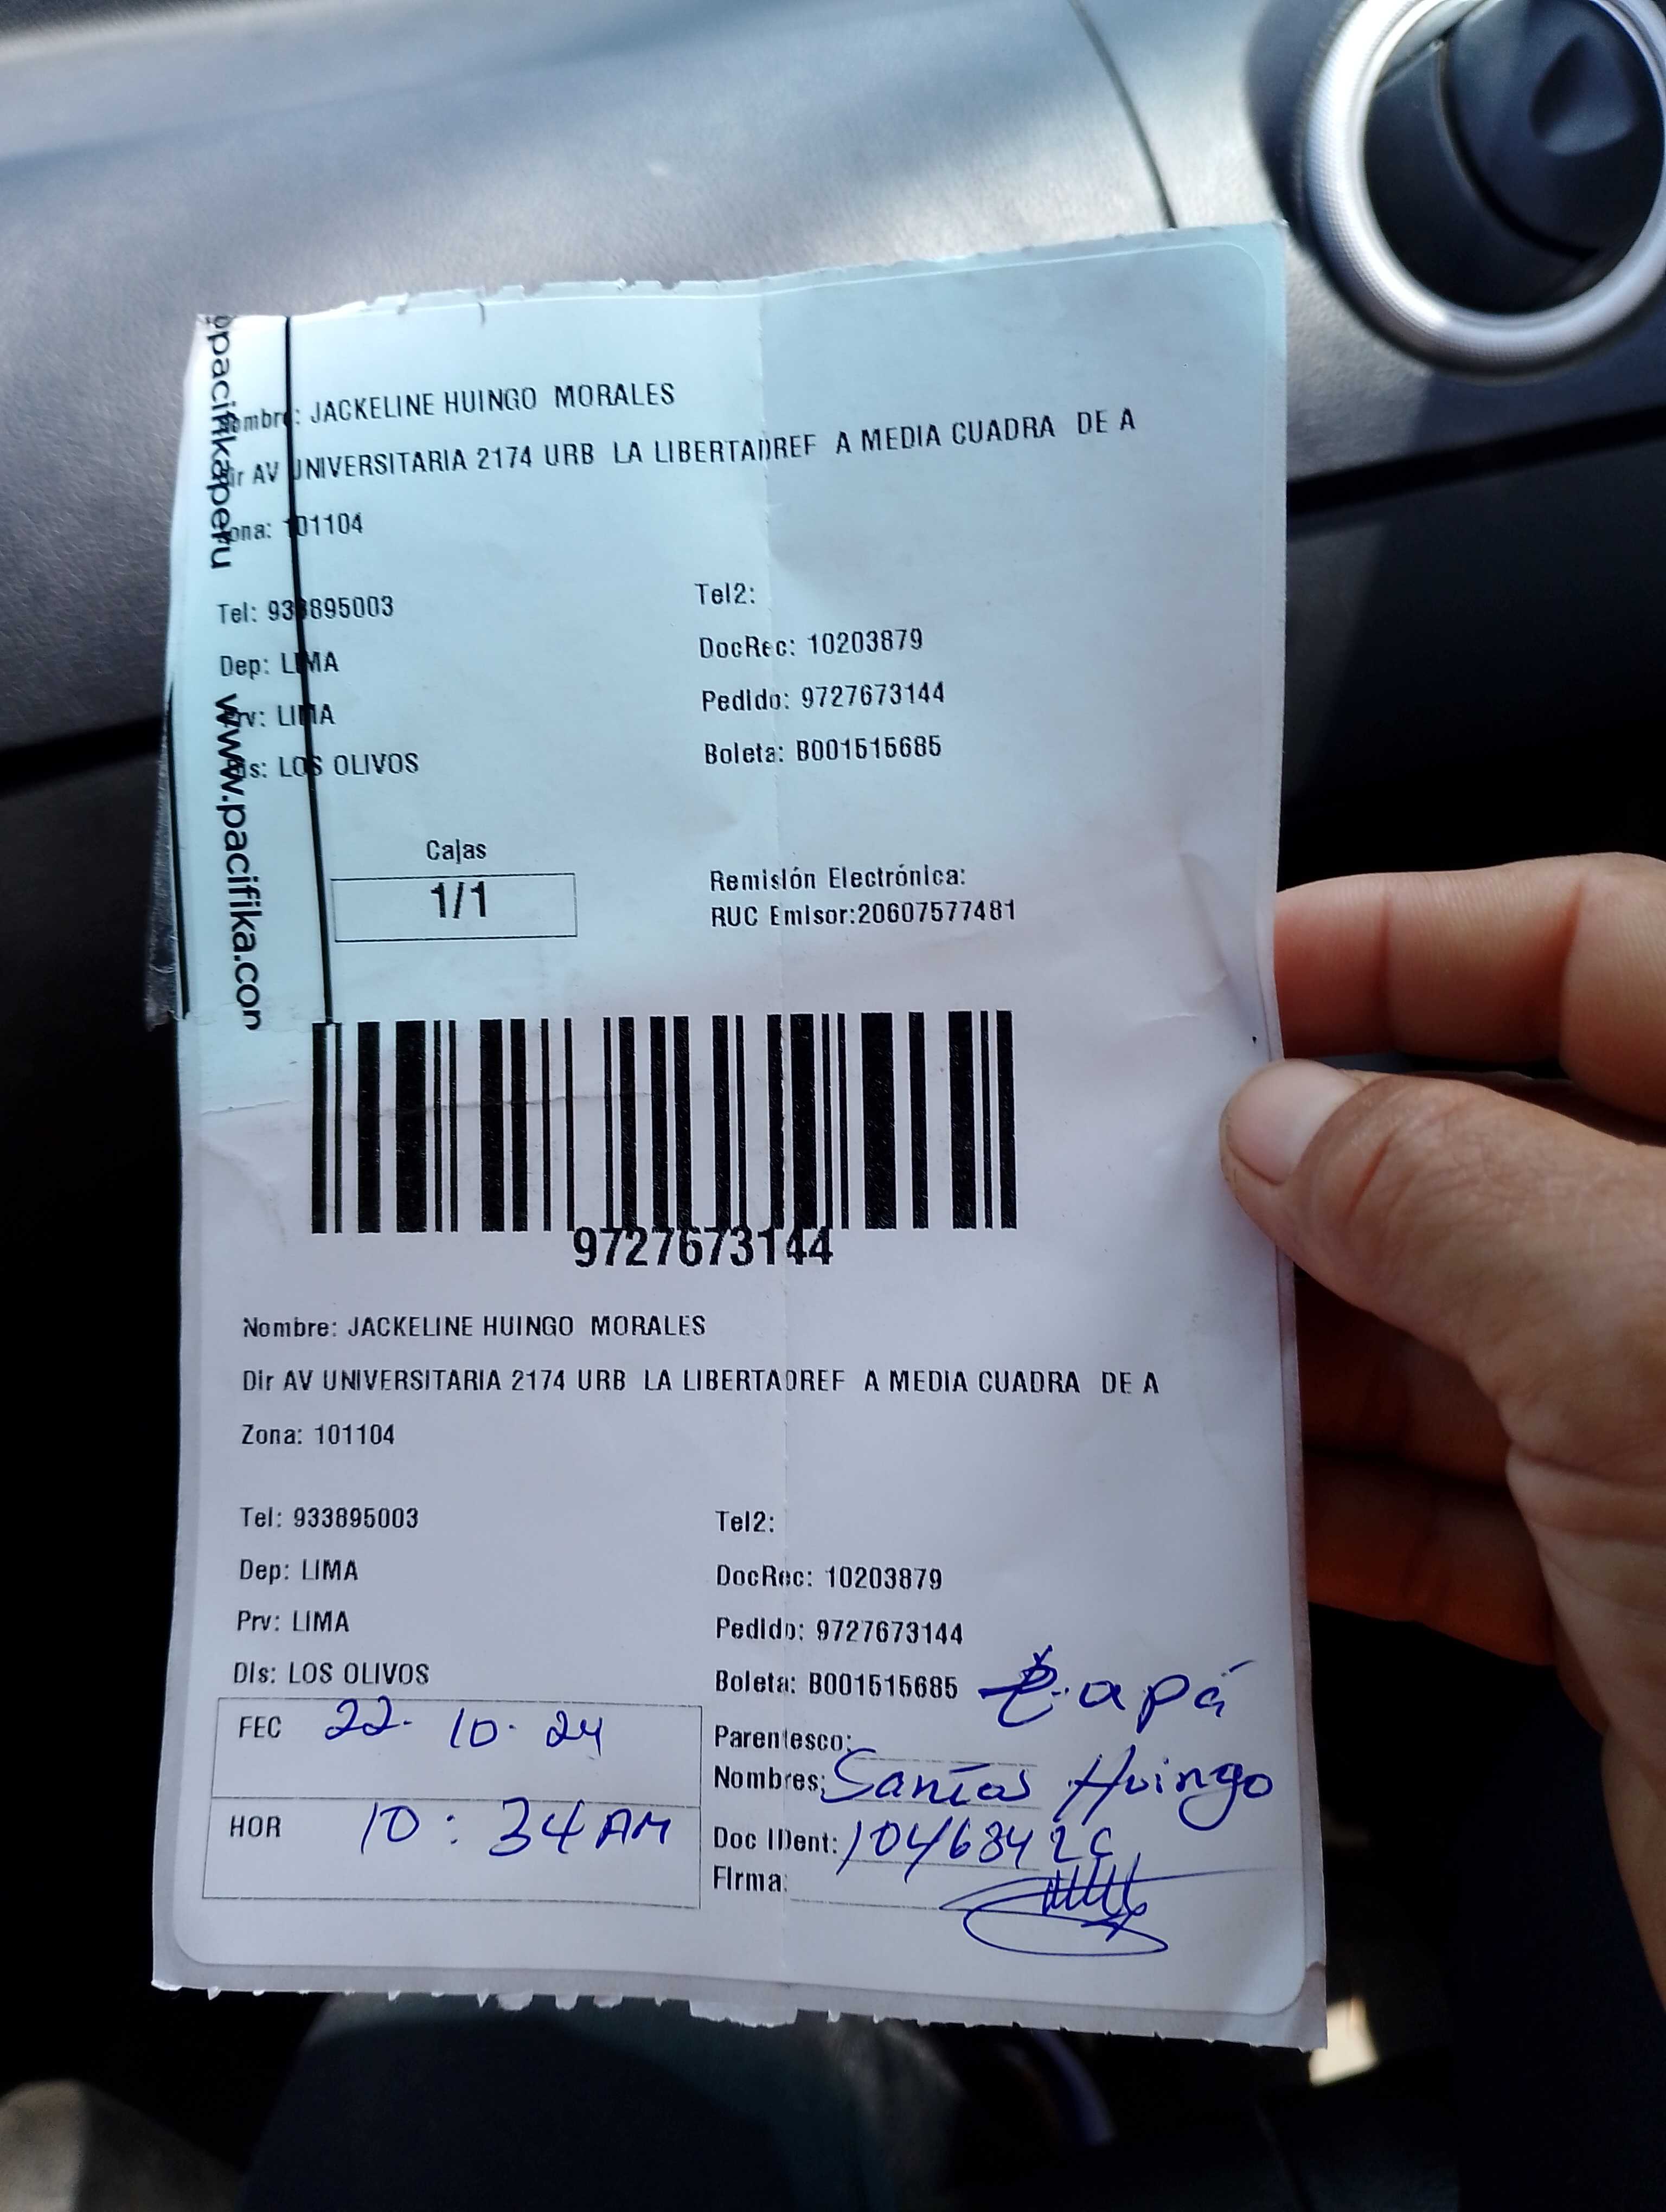 opacifikaperu
www.pacifika.com
Nombre: JACKELINE HUINGO MORALES
Dir AV UNIVERSITARIA 2174 URB LA LIBERTADREF A MEDIA CUADRA DE A
Zona: 101104
Tel: 933895003 Tel2:
Dep: LIMA DocRec: 10203879
Prv: LIMA Pedido: 9727673144
Dis: LOS OLIVOS Boleta: B001515685
Cajas
1/1
Remisión Electrónica:
RUC Emisor:20607577481
9727673144
Nombre: JACKELINE HUINGO MORALES
Dir AV UNIVERSITARIA 2174 URB LA LIBERTADREF A MEDIA CUADRA DE A
Zona: 101104
Tel: 933895003 Tel2:
Dep: LIMA DocRec: 10203879
Prv: LIMA Pedido: 9727673144
Dis: LOS OLIVOS Boleta: B001515685
FEC 22. 10. 24
HOR 10:34 AM
Parentesco: Papá
Nombres: Santos Huingo
Doc IDent:
Firma: